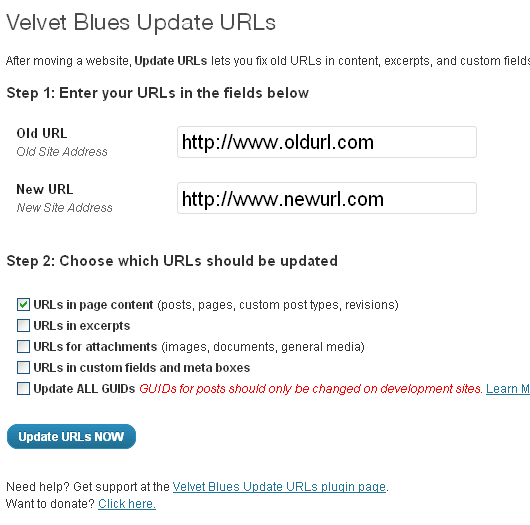 Velvet Blues Update URLs
After moving a website, Update URLs lets you fix old URLs in content, excerpts, and custom fields
Step 1: Enter your URLs in the fields below
Old URL
http://www.oldurl.com
Old Site Address
New URL
http://www.newurl.com
New Site Address
Step 2: Choose which URLs should be updated
URLs in page content (posts, pages, custom post types, revisions)
URLs in excerpts
URLs for attachments (images, documents, general media)
URLs in custom fields and meta boxes
Update ALL GUIDs GUIDs for posts should only be changed on development sites. Learn M
Update URLs NOW
Need help? Get support at the Velvet Blues Update URLs plugin page.
Want to donate? Click here.